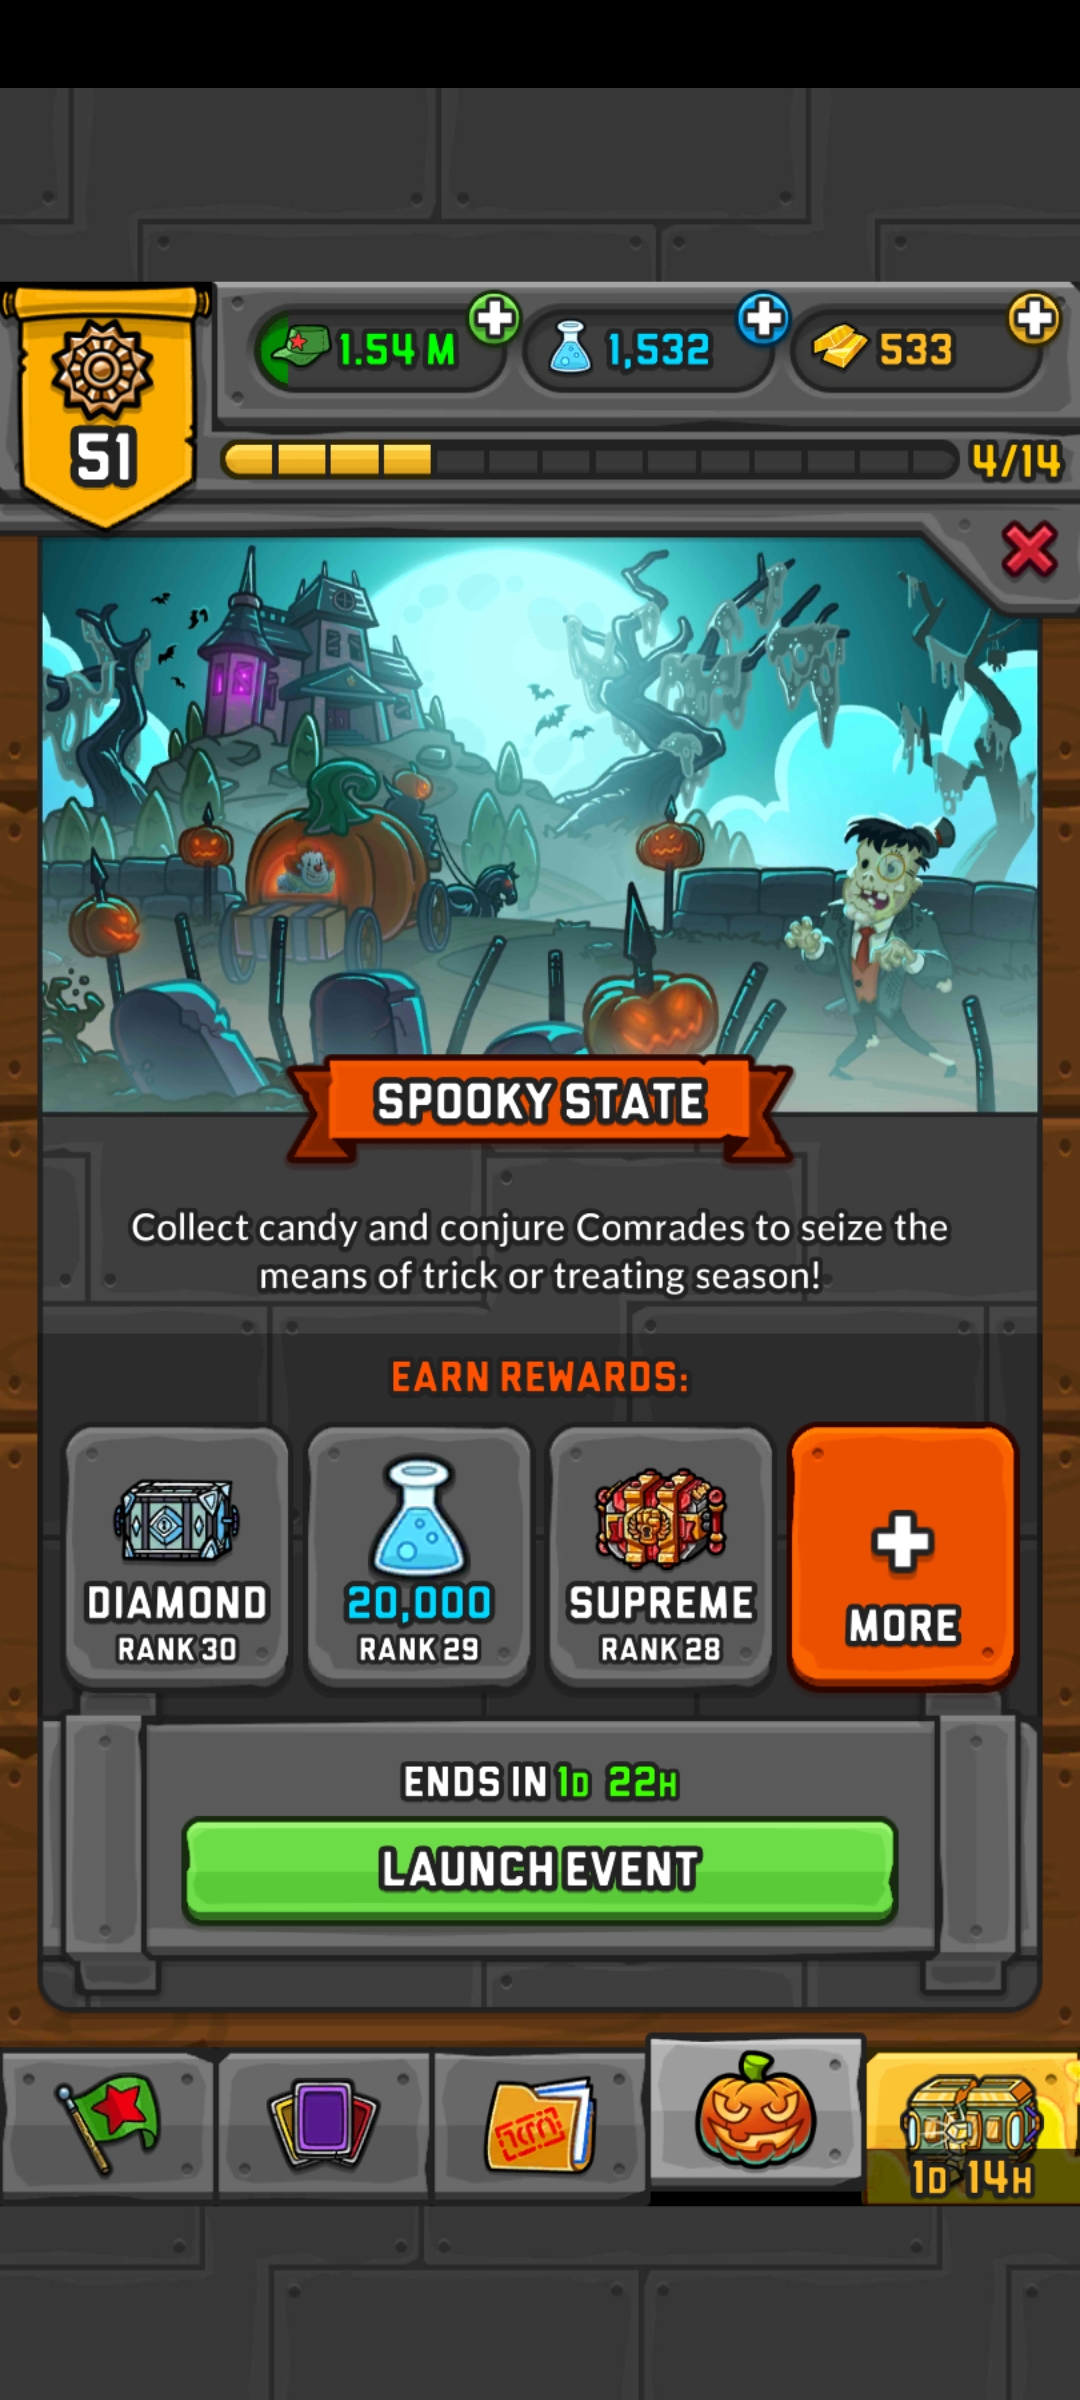 1.54 M
1,532
533
51
4/14
SPOOKY STATE
Collect candy and conjure Comrades to seize the
means of trick or treating season!
EARN REWARDS:
DIAMOND
RANK 30
20,000
RANK 29
SUPREME
RANK 28
MORE
ENDS IN 1D 22H
LAUNCH EVENT
1D 14H